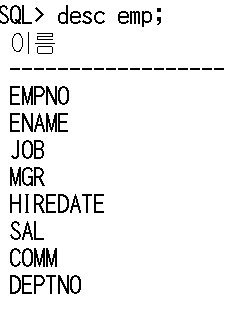 SQL> desc emp;
이름
------------------
EMPNO
ENAME
JOB
MGR
HIREDATE
SAL
COMM
DEPTNO